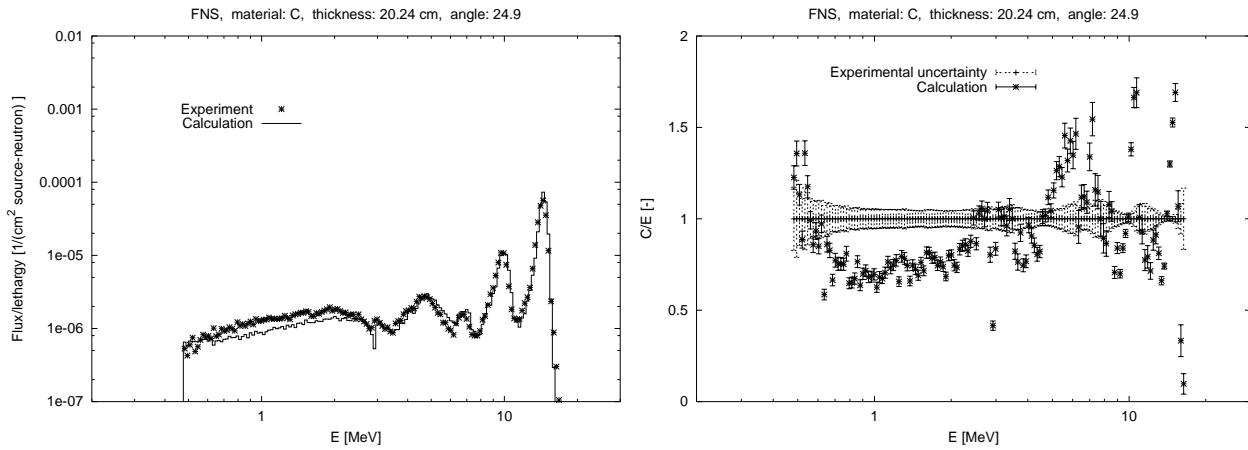 FNS, material: C, thickness: 20.24 cm, angle: 24.9
0.01
0.001
0.0001
1e-05
1e-06
1e-07
Flux/lethargy [1/(cm2 source-neutron) ]
Experiment
Calculation
1
10
E [MeV]
FNS, material: C, thickness: 20.24 cm, angle: 24.9
2
1.5
1
0.5
0
C/E [-]
Experimental uncertainty
Calculation
1
10
E [MeV]